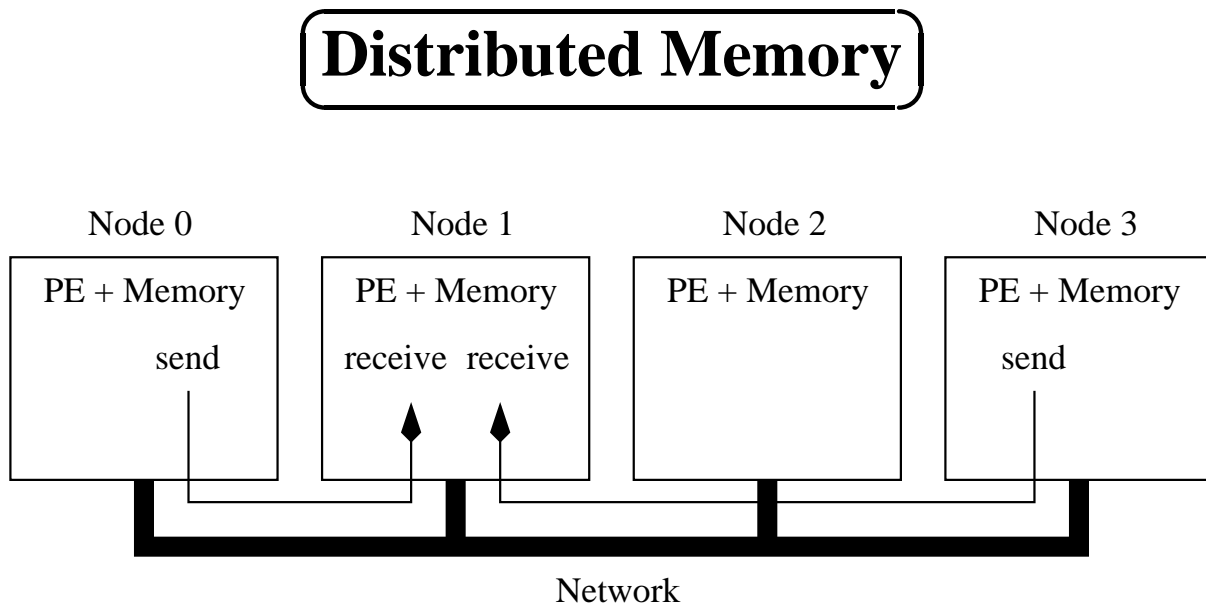 Distributed Memory
Node 0 Node 1 Node 2 Node 3
PE + Memory PE + Memory PE + Memory PE + Memory
send receive receive send
Network